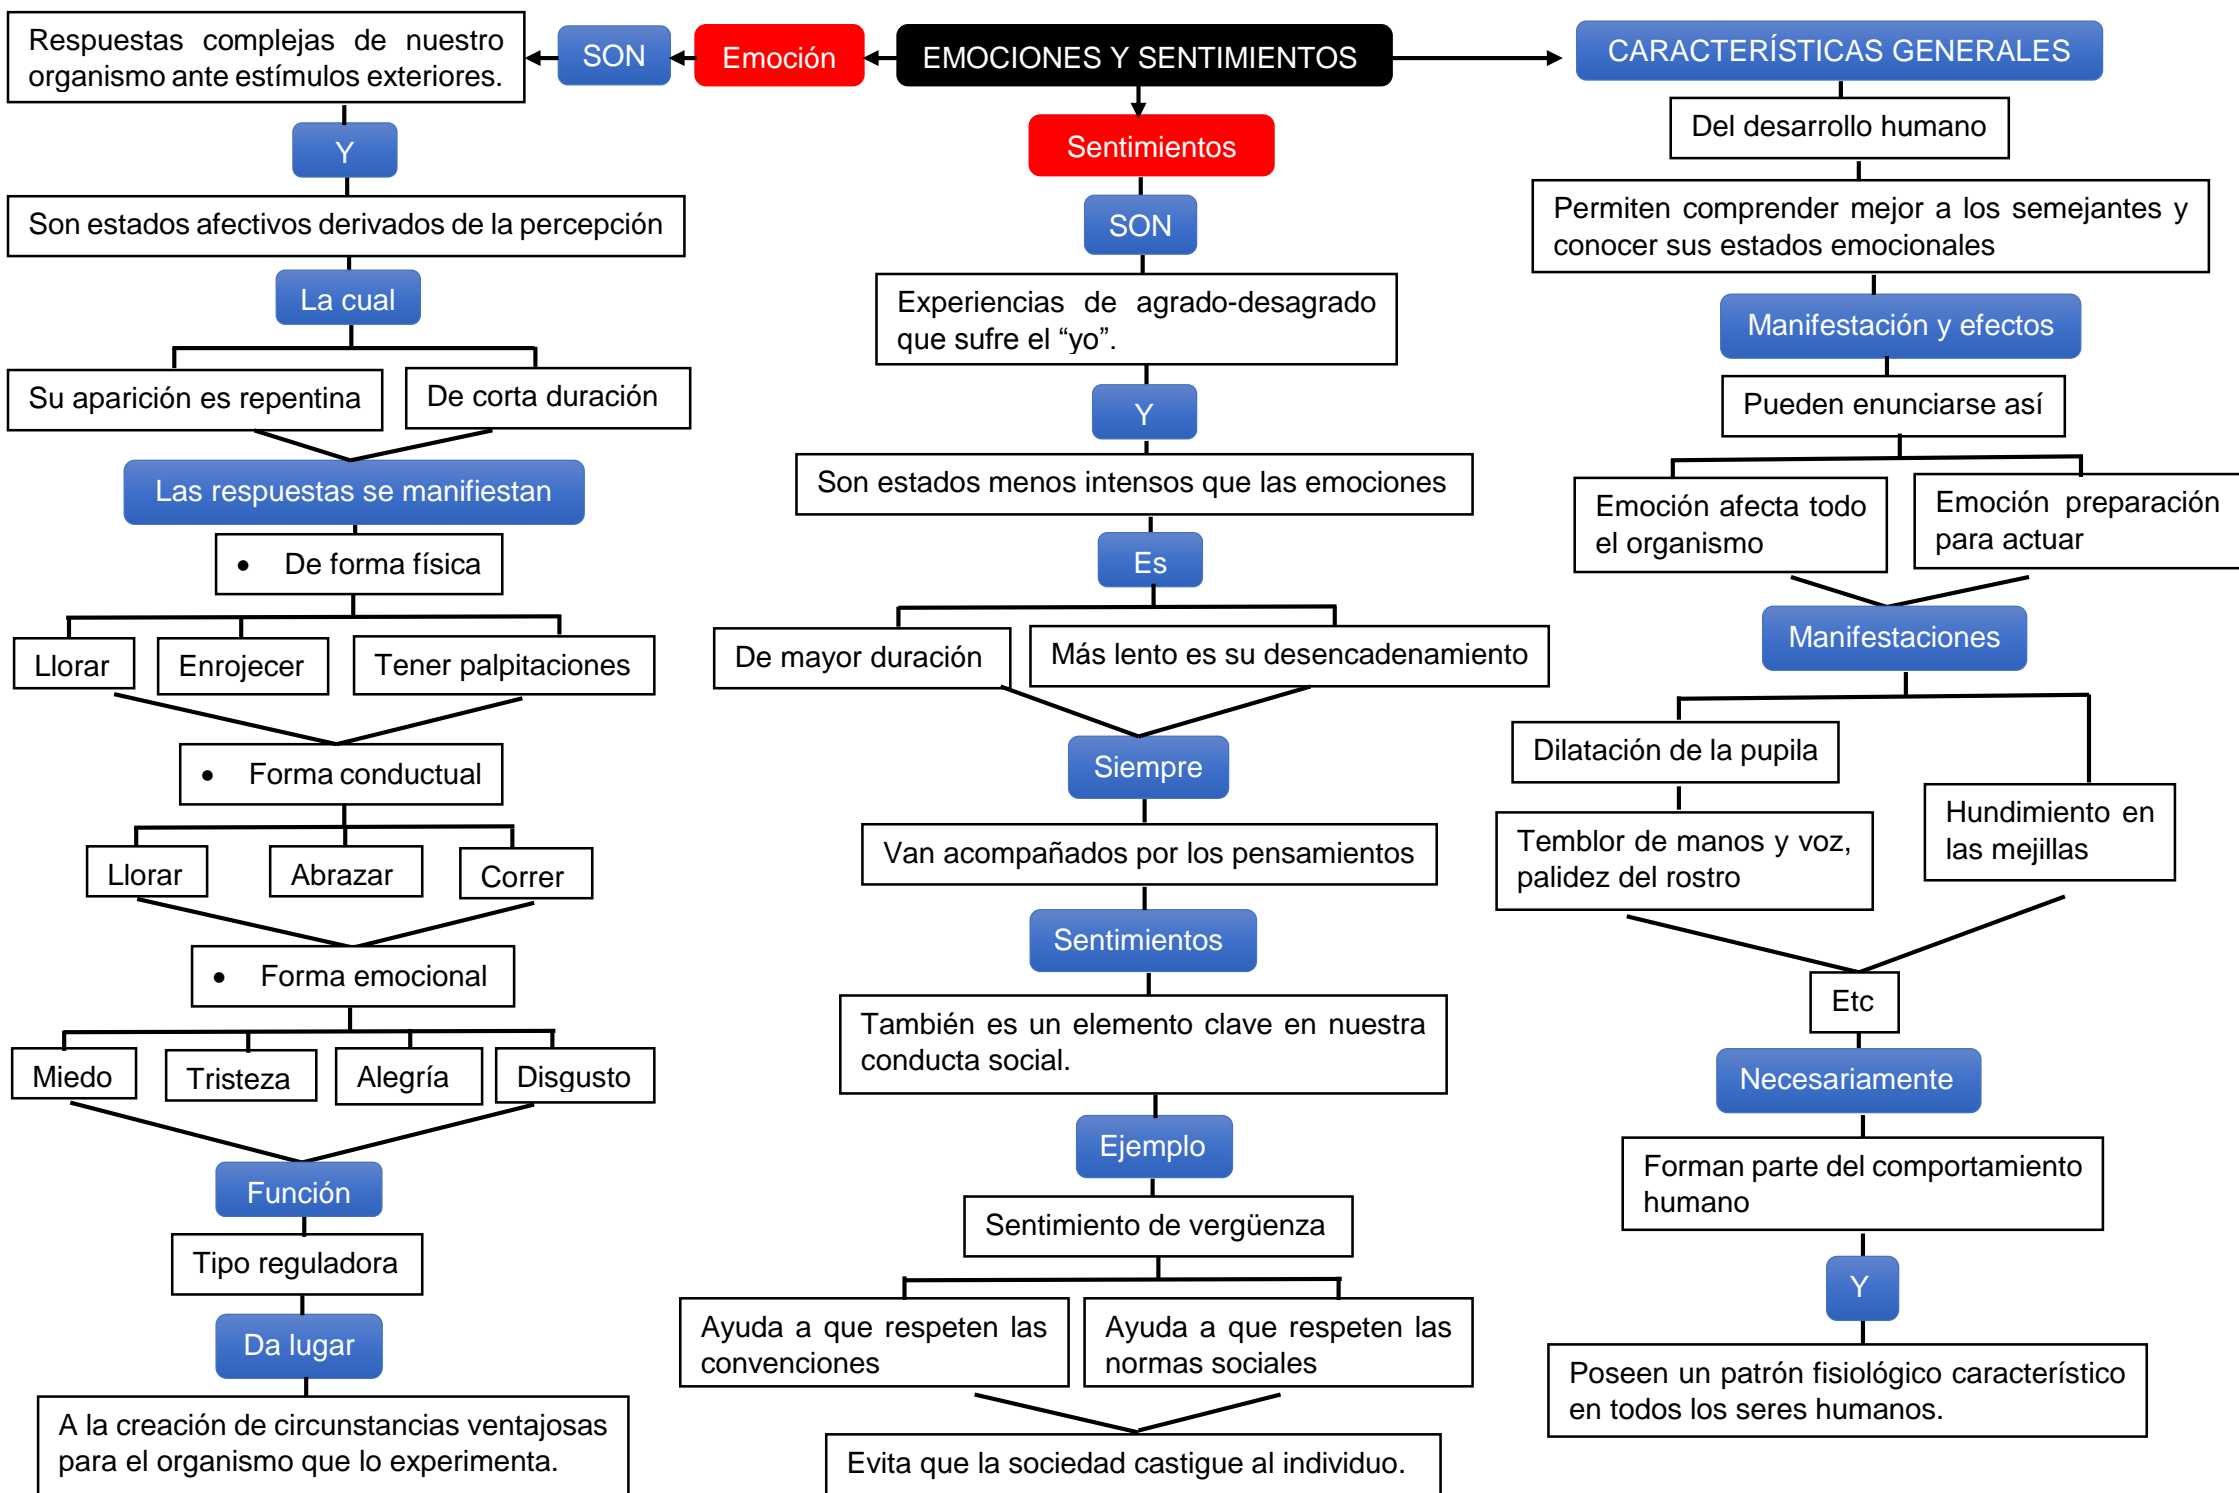 EMOCIONES Y SENTIMIENTOS
Emoción
SON
Respuestas complejas de nuestro
organismo ante estímulos exteriores.
Y
Son estados afectivos derivados de la percepción
La cual
Su aparición es repentina
De corta duración
Las respuestas se manifiestan
• De forma física
Llorar
Enrojecer
Tener palpitaciones
• Forma conductual
Llorar
Abrazar
Correr
• Forma emocional
Miedo
Tristeza
Alegría
Disgusto
Función
Tipo reguladora
Da lugar
A la creación de circunstancias ventajosas
para el organismo que lo experimenta.
Sentimientos
SON
Experiencias de agrado-desagrado
que sufre el “yo”.
Y
Son estados menos intensos que las emociones
Es
De mayor duración
Más lento es su desencadenamiento
Siempre
Van acompañados por los pensamientos
Sentimientos
También es un elemento clave en nuestra
conducta social.
Ejemplo
Sentimiento de vergüenza
Ayuda a que respeten las
convenciones
Ayuda a que respeten las
normas sociales
Evita que la sociedad castigue al individuo.
CARACTERÍSTICAS GENERALES
Del desarrollo humano
Permiten comprender mejor a los semejantes y
conocer sus estados emocionales
Manifestación y efectos
Pueden enunciarse así
Emoción afecta todo
el organismo
Emoción preparación
para actuar
Manifestaciones
Dilatación de la pupila
Temblor de manos y voz,
palidez del rostro
Hundimiento en
las mejillas
Etc
Necesariamente
Forman parte del comportamiento
humano
Y
Poseen un patrón fisiológico característico
en todos los seres humanos.